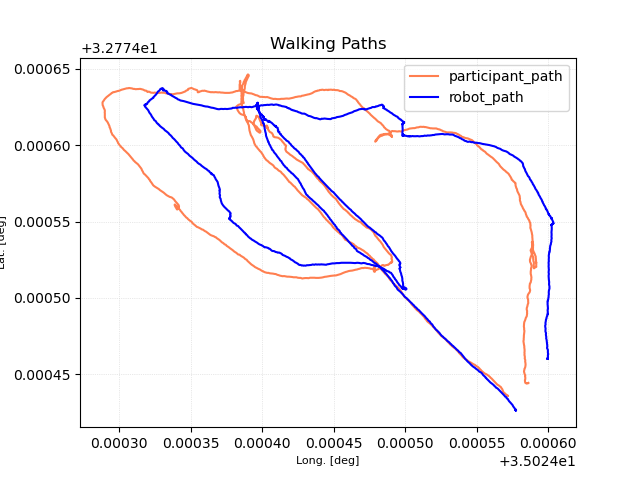 Walking Paths
+3.2774e1
participant_path
robot_path
0.00065
0.00060
0.00055
0.00050
0.00045
Lat. [deg]
0.00030 0.00035 0.00040 0.00045 0.00050 0.00055 0.00060
Long. [deg]
+3.5024e1